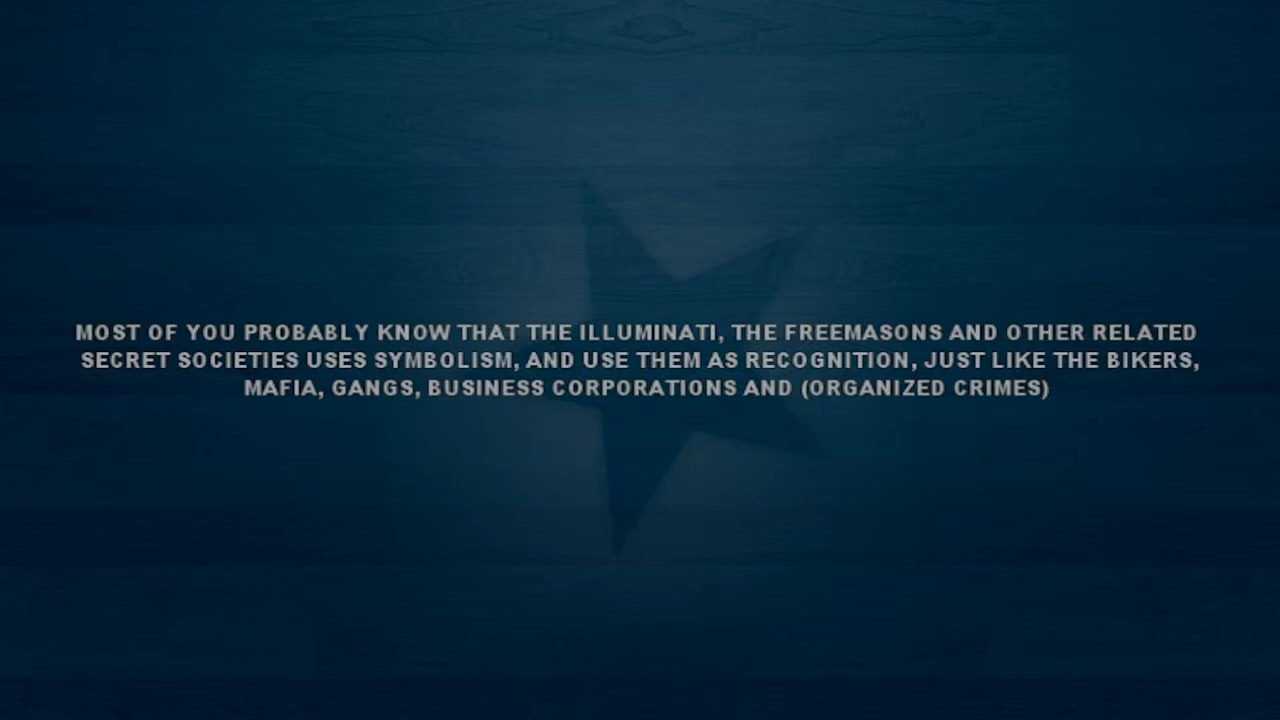 MOST OF YOU PROBABLY KNOW THAT THE ILLUMINATI, THE FREEMASONS AND OTHER RELATED
SECRET SOCIETIES USES SYMBOLISM, AND USE THEM AS RECOGNITION, JUST LIKE THE BIKERS,
MAFIA, GANGS, BUSINESS CORPORATIONS AND (ORGANIZED CRIMES)